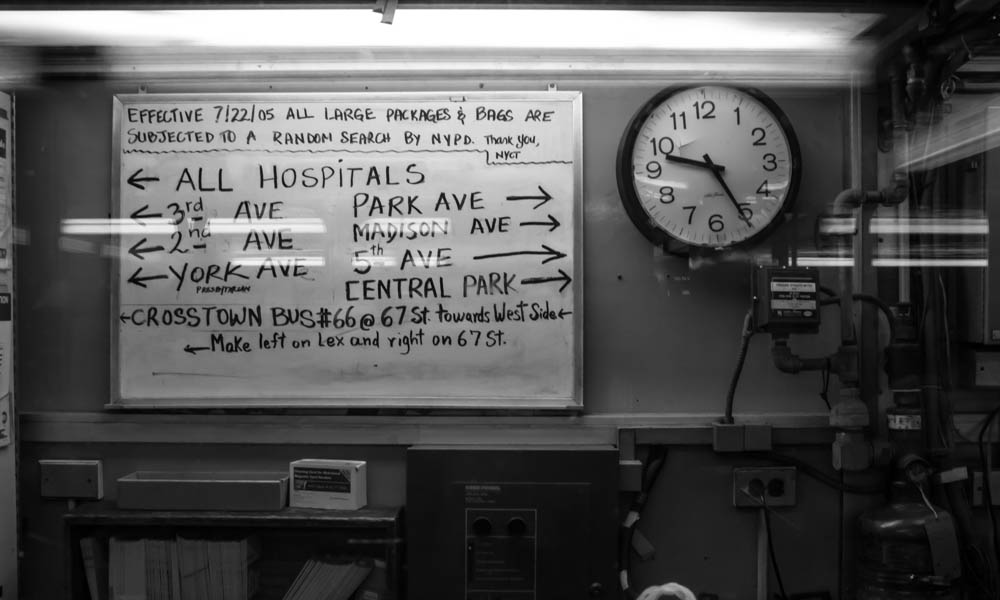 EFFECTIVE 7/22/05 ALL LARGE PACKAGES & BAGS ARE
SUBJECTED TO A RANDOM SEARCH BY NYPD. Thank you,
NYCT
← ALL HOSPITALS
← 3rd AVE
← 2nd AVE
← YORK AVE
PRESBYTERIAN
PARK AVE →
MADISON AVE →
5th AVE →
CENTRAL PARK →
← CROSSTOWN BUS #66 @ 67 St. towards West Side ←
← Make left on Lex and right on 67 St.
12
1
2
3
4
5
6
7
8
9
10
11